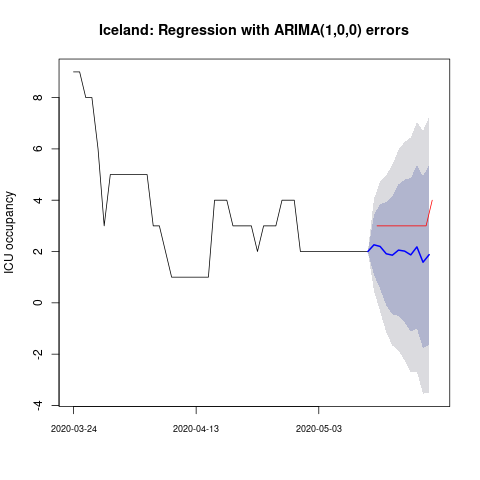 Iceland: Regression with ARIMA(1,0,0) errors
ICU occupancy
8
6
4
2
0
-2
-4
2020-03-24 2020-04-13 2020-05-03